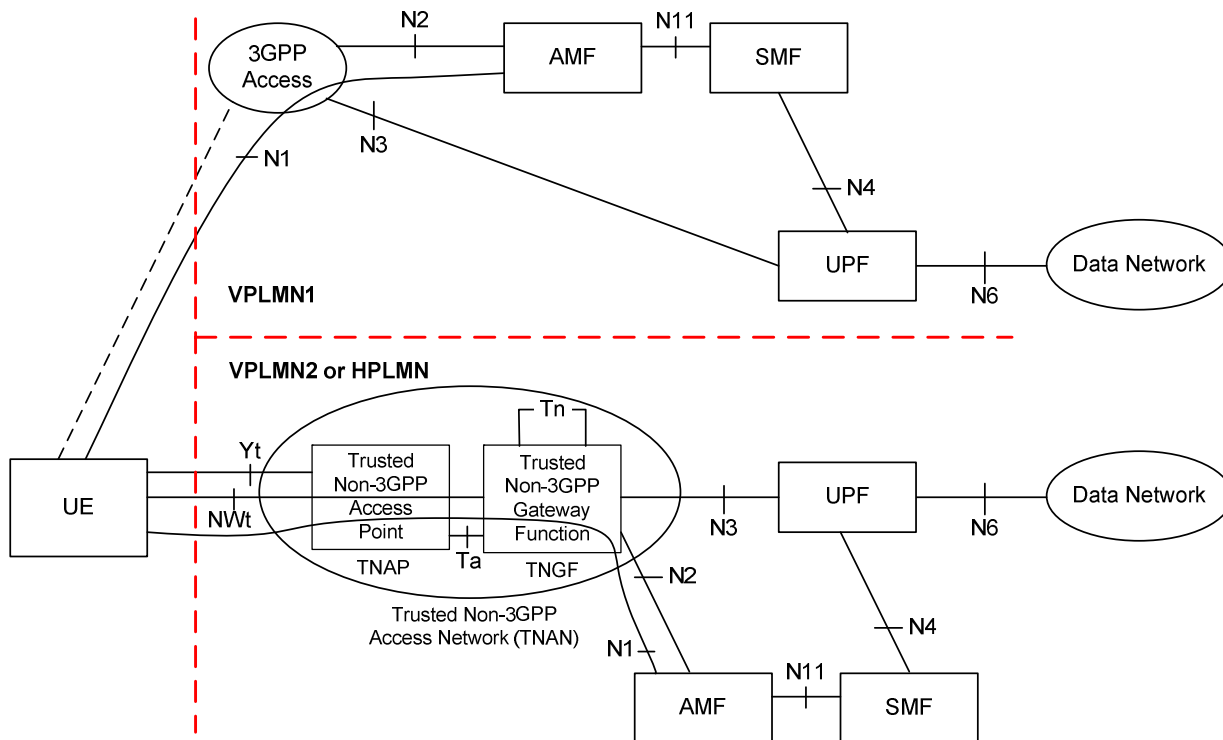 N2
N11
3GPP
Access
AMF
SMF
N3
N1
N4
UPF
Data Network
N6
VPLMN1
VPLMN2 or HPLMN
Tn
Yt
Trusted
Non-3GPP
Access
Point
Trusted
Non-3GPP
Gateway
Function
UE
NWt
UPF
Data Network
N3
N6
Ta
TNAP
TNGF
N2
Trusted Non-3GPP
Access Network (TNAN)
N4
N1
N11
AMF
SMF